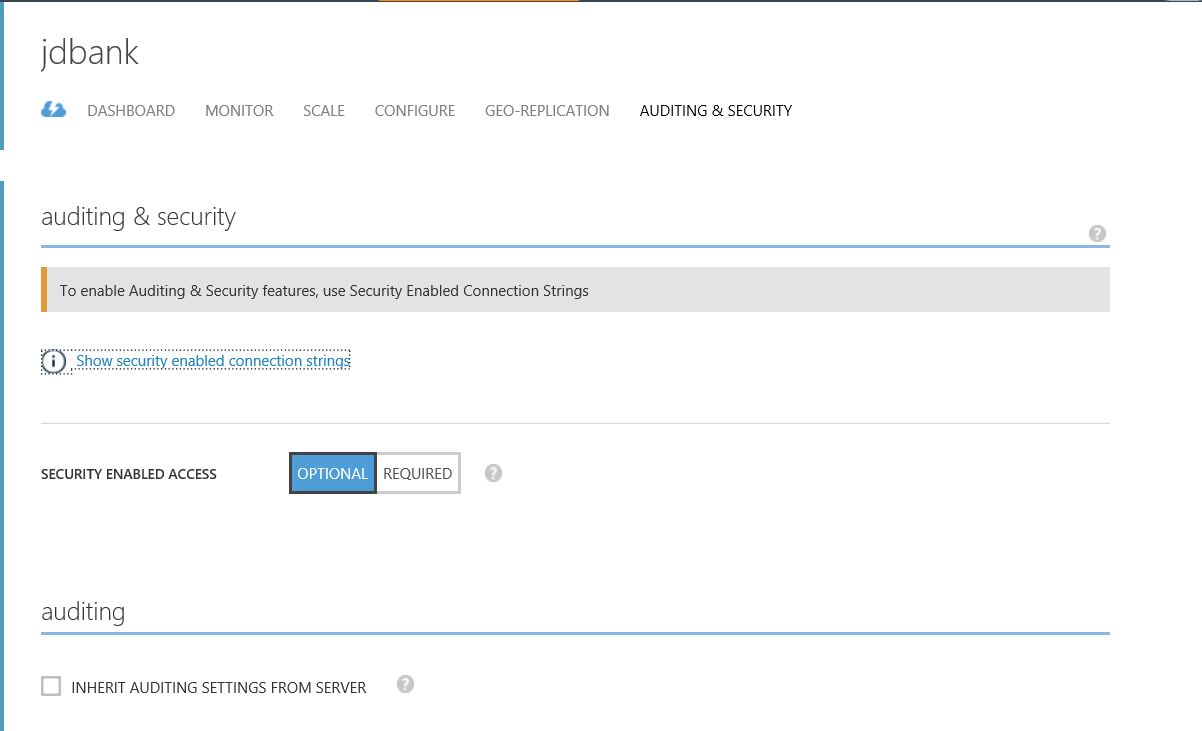 jdbank
DASHBOARD MONITOR SCALE CONFIGURE GEO-REPLICATION AUDITING & SECURITY
auditing & security
?
To enable Auditing & Security features, use Security Enabled Connection Strings
i Show security enabled connection strings
SECURITY ENABLED ACCESS OPTIONAL REQUIRED ?
auditing
INHERIT AUDITING SETTINGS FROM SERVER ?